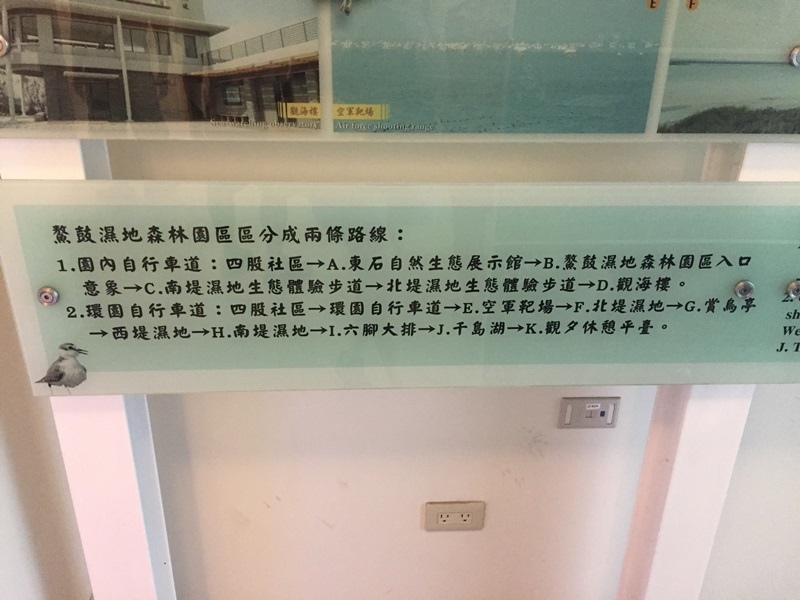 E
F
觀海樓
空軍靶場
Air force shooting range
鰲鼓濕地森林園區區分成兩條路線：
1.園內自行車道：四股社區→A.東石自然生態展示館→B.鰲鼓濕地森林園區入口
意象→C.南堤濕地生態體驗步道→北堤濕地生態體驗步道→D.觀海樓。
2.環園自行車道：四股社區→環園自行車道→E.空軍靶場→F.北堤濕地→G.賞鳥亭
→西堤濕地→H.南堤濕地→I.六腳大排→J.千鳥湖→K.觀夕休憩平臺。
2.
sh
We
J. T